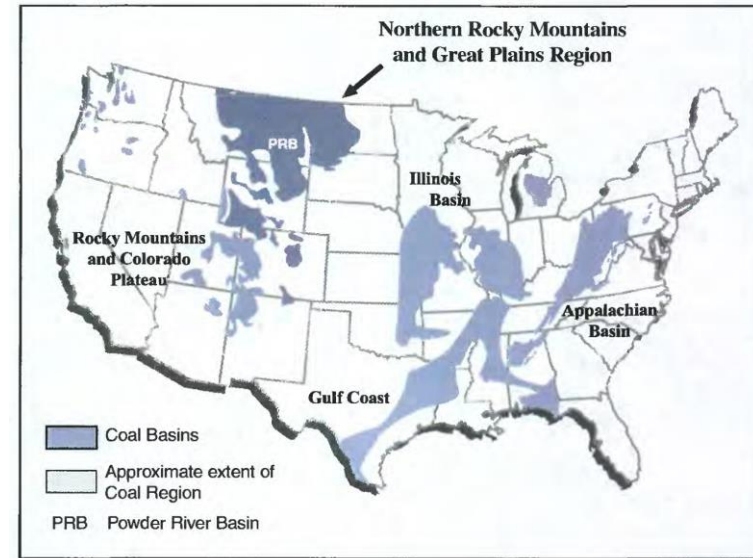 Northern Rocky Mountains
and Great Plains Region
PRB
Illinois
Basin
Rocky Mountains
and Colorado
Plateau
Appalachian
Basin
Gulf Coast
Coal Basins
Approximate extent of
Coal Region
PRB Powder River Basin